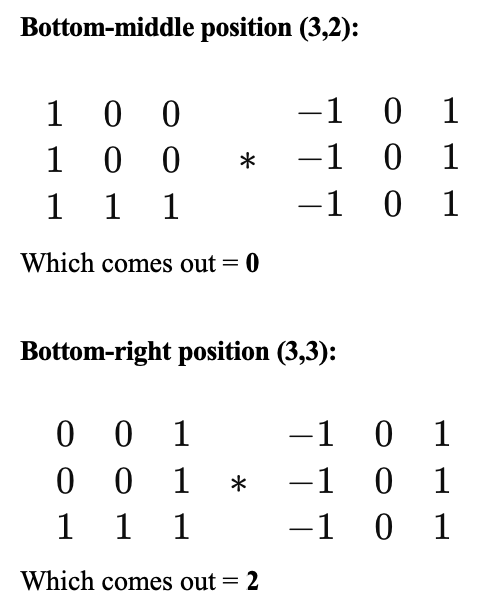 Bottom-middle position (3,2):
1 0 0 −1 0 1
1 0 0 * −1 0 1
1 1 1 −1 0 1
Which comes out = 0
Bottom-right position (3,3):
0 0 1 −1 0 1
0 0 1 * −1 0 1
1 1 1 −1 0 1
Which comes out = 2